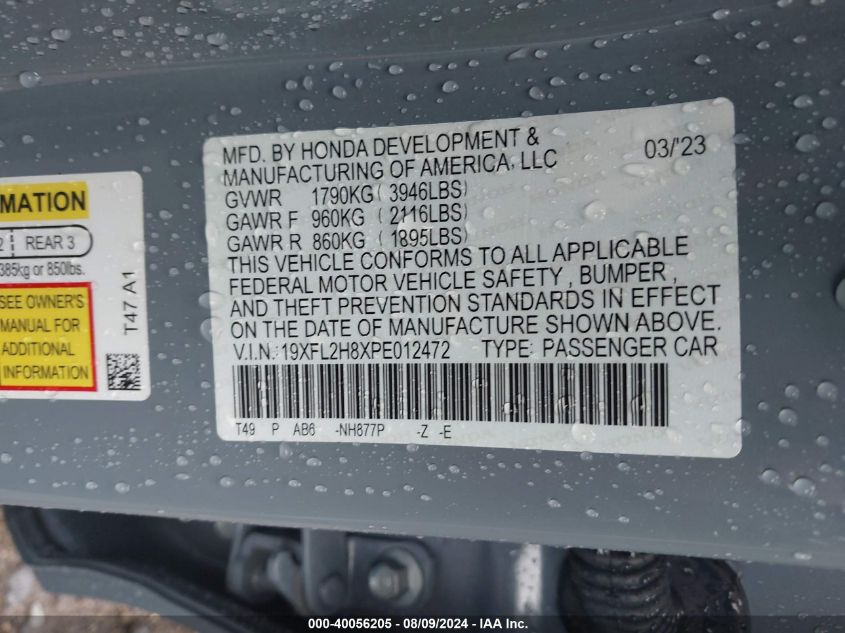 MATION
2 REAR 3
385kg or 850lbs.
SEE OWNER'S
MANUAL FOR
ADDITIONAL
INFORMATION
T47 A1
MFD. BY HONDA DEVELOPMENT &
MANUFACTURING OF AMERICA, LLC 03/'23
GVWR 1790KG ( 3946LBS)
GAWR F 960KG ( 2116LBS)
GAWR R 860KG ( 1895LBS)
THIS VEHICLE CONFORMS TO ALL APPLICABLE
FEDERAL MOTOR VEHICLE SAFETY, BUMPER,
AND THEFT PREVENTION STANDARDS IN EFFECT
ON THE DATE OF MANUFACTURE SHOWN ABOVE.
V.I.N.: 19XFL2H8XPE012472 TYPE: PASSENGER CAR
T49 P AB6 -NH877P -Z -E
000-40056205 - 08/09/2024 - IAA Inc.